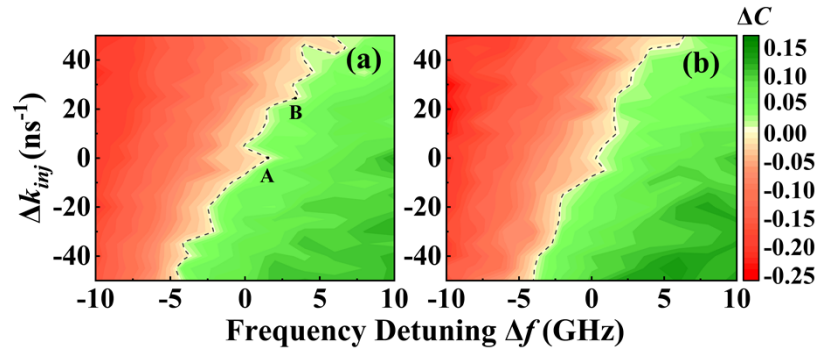 ΔC
(a) (b)
B
A
40
20
0
-20
-40
Δk_inj (ns⁻¹)
0.15
0.10
0.05
0.00
-0.05
-0.10
-0.15
-0.20
-0.25
-10 -5 0 5 10 -10 -5 0 5 10
Frequency Detuning Δf (GHz)